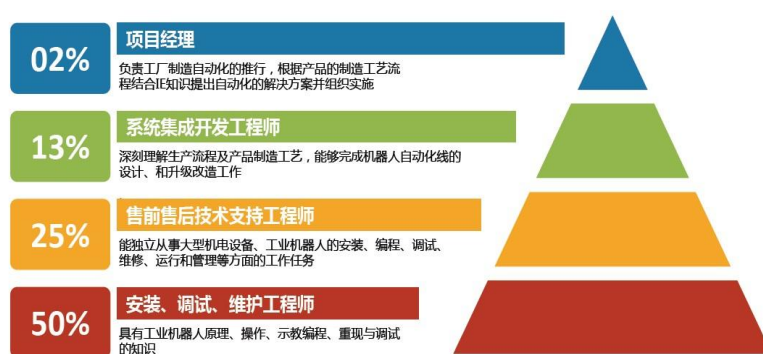 02%
项目经理
负责工厂制造自动化的推行，根据产品的制造工艺流
程结合IE知识提出自动化的解决方案并组织实施
13%
系统集成开发工程师
深刻理解生产流程及产品制造工艺，能够完成机器人自动化线的
设计、和升级改造工作
25%
售前售后技术支持工程师
能独立从事大型机电设备、工业机器人的安装、编程、调试、
维修、运行和管理等方面的工作任务
50%
安装、调试、维护工程师
具有工业机器人原理、操作、示教编程、重现与调试
的知识